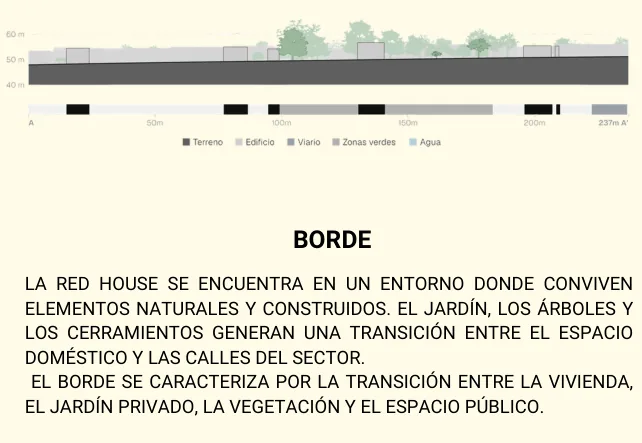 60 m
50 m
40 m
A 50m 100m 150m 200m 237m A'
Terreno Edificio Viario Zonas verdes Agua
BORDE
LA RED HOUSE SE ENCUENTRA EN UN ENTORNO DONDE CONVIVEN
ELEMENTOS NATURALES Y CONSTRUIDOS. EL JARDÍN, LOS ÁRBOLES Y
LOS CERRAMIENTOS GENERAN UNA TRANSICIÓN ENTRE EL ESPACIO
DOMÉSTICO Y LAS CALLES DEL SECTOR.
EL BORDE SE CARACTERIZA POR LA TRANSICIÓN ENTRE LA VIVIENDA,
EL JARDÍN PRIVADO, LA VEGETACIÓN Y EL ESPACIO PÚBLICO.